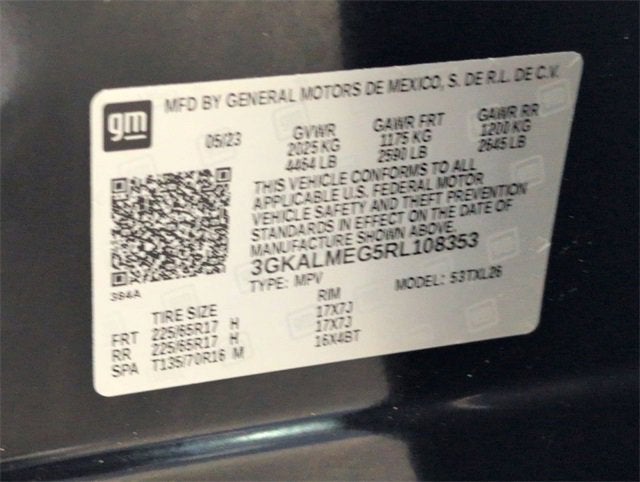 gm MFD BY GENERAL MOTORS DE MEXICO, S. DE R.L. DE C.V.
05/23 GVWR GAWR FRT GAWR RR
2025 KG 1175 KG 1200 KG
4464 LB 2590 LB 2645 LB
THIS VEHICLE CONFORMS TO ALL
APPLICABLE U.S. FEDERAL MOTOR
VEHICLE SAFETY AND THEFT PREVENTION
STANDARDS IN EFFECT ON THE DATE OF
MANUFACTURE SHOWN ABOVE.
3GKALMEG5RL108353
384A TYPE: MPV MODEL: 53TXL26
TIRE SIZE RIM
FRT 225/65R17 H 17X7J
RR 225/65R17 H 17X7J
SPA T135/70R16 M 16X4BT